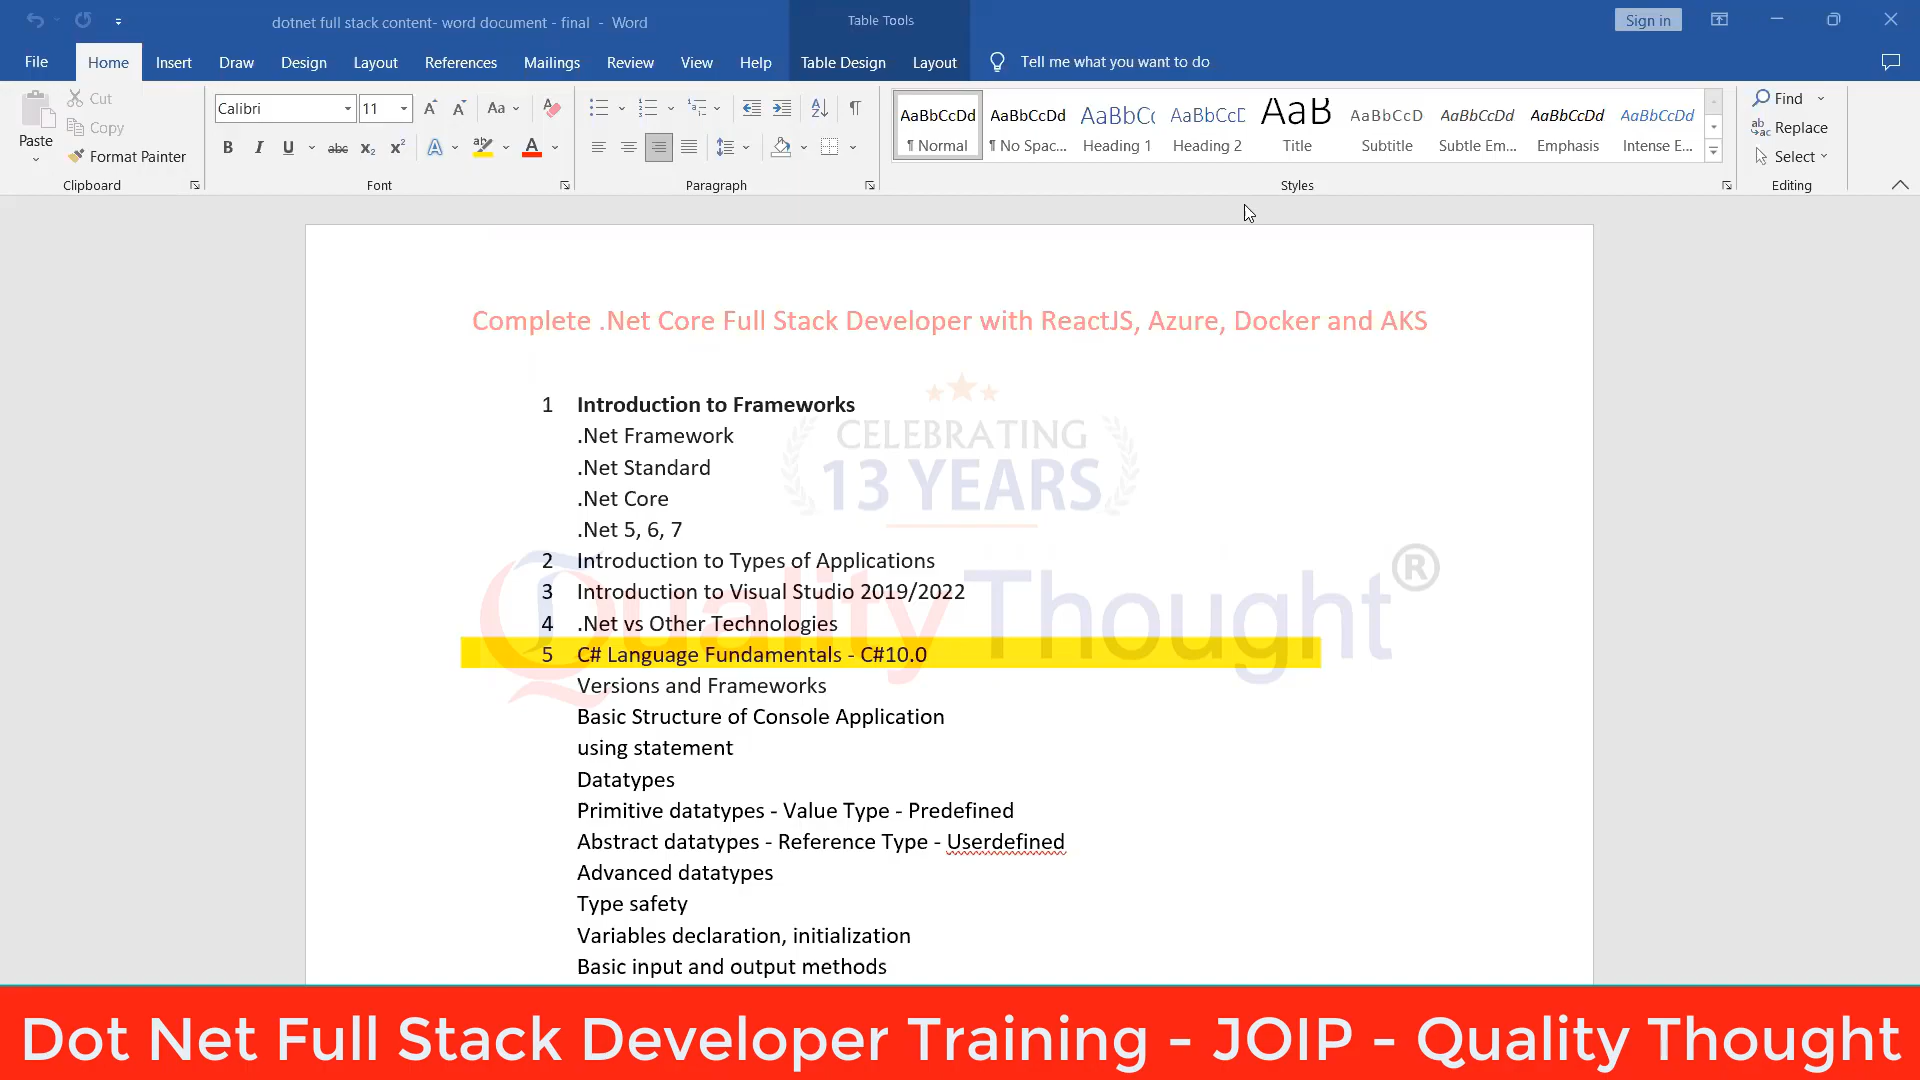 dotnet full stack content- word document - final - Word
Table Tools
Sign in
File Home Insert Draw Design Layout References Mailings Review View Help Table Design Layout Tell me what you want to do
Paste
Cut
Copy
Format Painter
Clipboard
Calibri 11 Aa
B I U abc x₂ x² A A
Font
Paragraph
AaBbCcDd AaBbCcDd AaBbCc AaBbCcD AaB AaBbCcD AaBbCcDd AaBbCcDd AaBbCcDd
¶ Normal ¶ No Spac... Heading 1 Heading 2 Title Subtitle Subtle Em... Emphasis Intense E...
Styles
Find
Replace
Select
Editing
Complete .Net Core Full Stack Developer with ReactJS, Azure, Docker and AKS
CELEBRATING
13 YEARS
Quality Thought ®
1 Introduction to Frameworks
.Net Framework
.Net Standard
.Net Core
.Net 5, 6, 7
2 Introduction to Types of Applications
3 Introduction to Visual Studio 2019/2022
4 .Net vs Other Technologies
5 C# Language Fundamentals - C#10.0
Versions and Frameworks
Basic Structure of Console Application
using statement
Datatypes
Primitive datatypes - Value Type - Predefined
Abstract datatypes - Reference Type - Userdefined
Advanced datatypes
Type safety
Variables declaration, initialization
Basic input and output methods
Dot Net Full Stack Developer Training - JOIP - Quality Thought